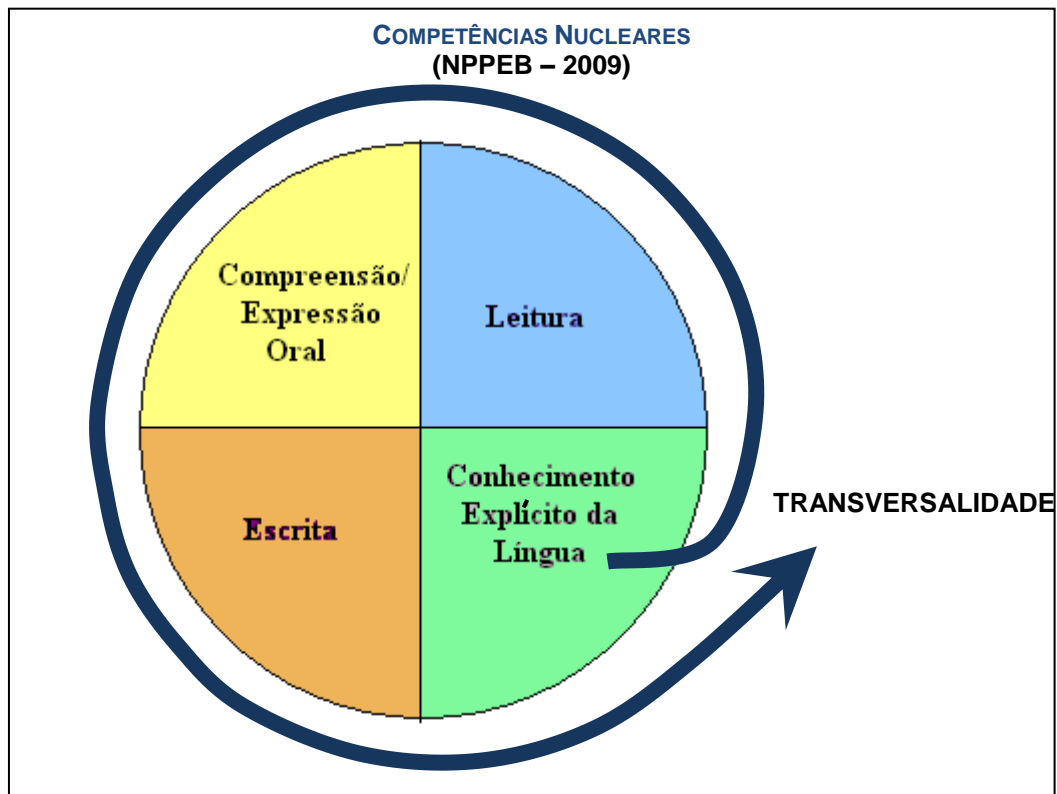 COMPETÊNCIAS NUCLEARES
(NPPEB – 2009)
Compreensão/
Expressão
Oral
Leitura
Escrita
Conhecimento
Explícito da
Língua
TRANSVERSALIDADE